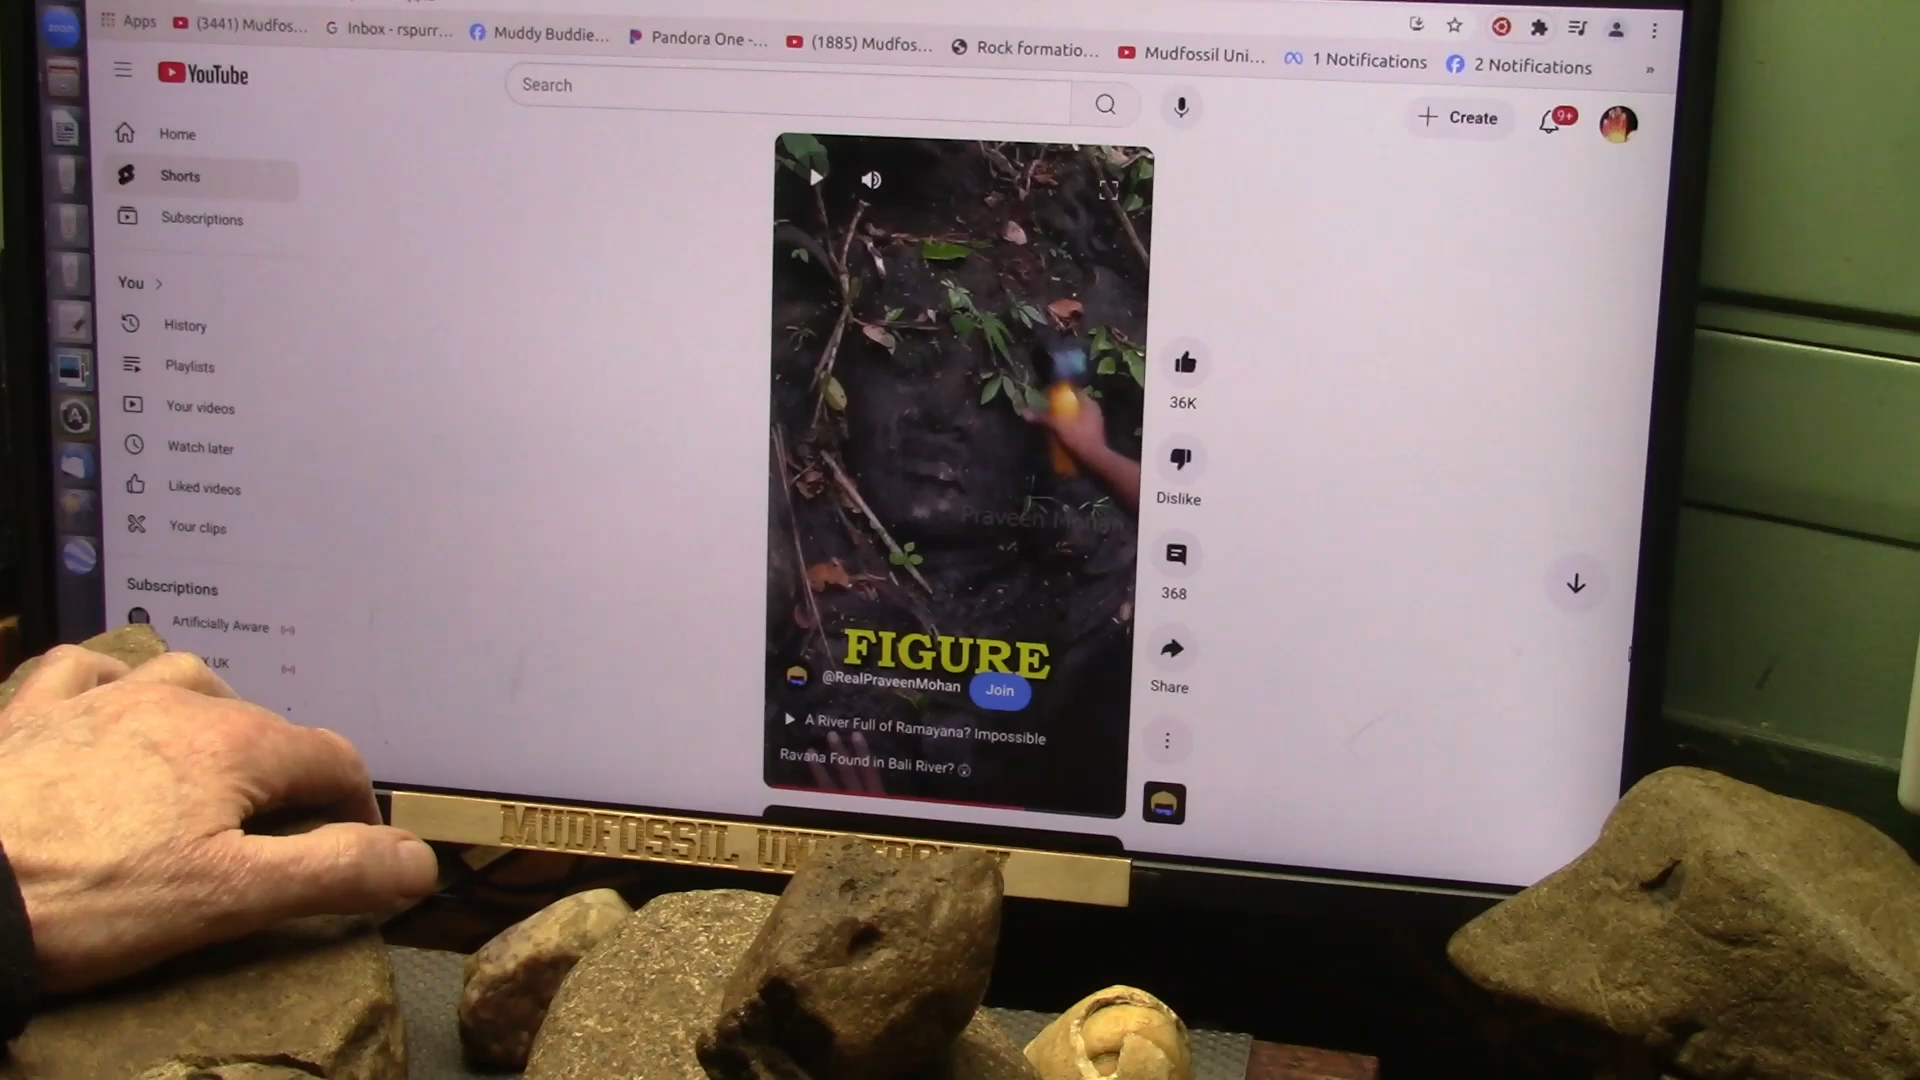 zoom
Apps
(3441) Mudfos...
Inbox - rspurr...
Muddy Buddie...
Pandora One -...
(1885) Mudfos...
Rock formatio...
Mudfossil Uni...
1 Notifications
2 Notifications
»
YouTube
Search
Create
9+
Home
Shorts
Subscriptions
You
History
Playlists
Your videos
Watch later
Liked videos
Your clips
Subscriptions
Artificially Aware
UK
36K
Dislike
368
Share
Praveen Mohan
FIGURE
@RealPraveenMohan
Join
A River Full of Ramayana? Impossible
Ravana Found in Bali River?
MUDFOSSIL